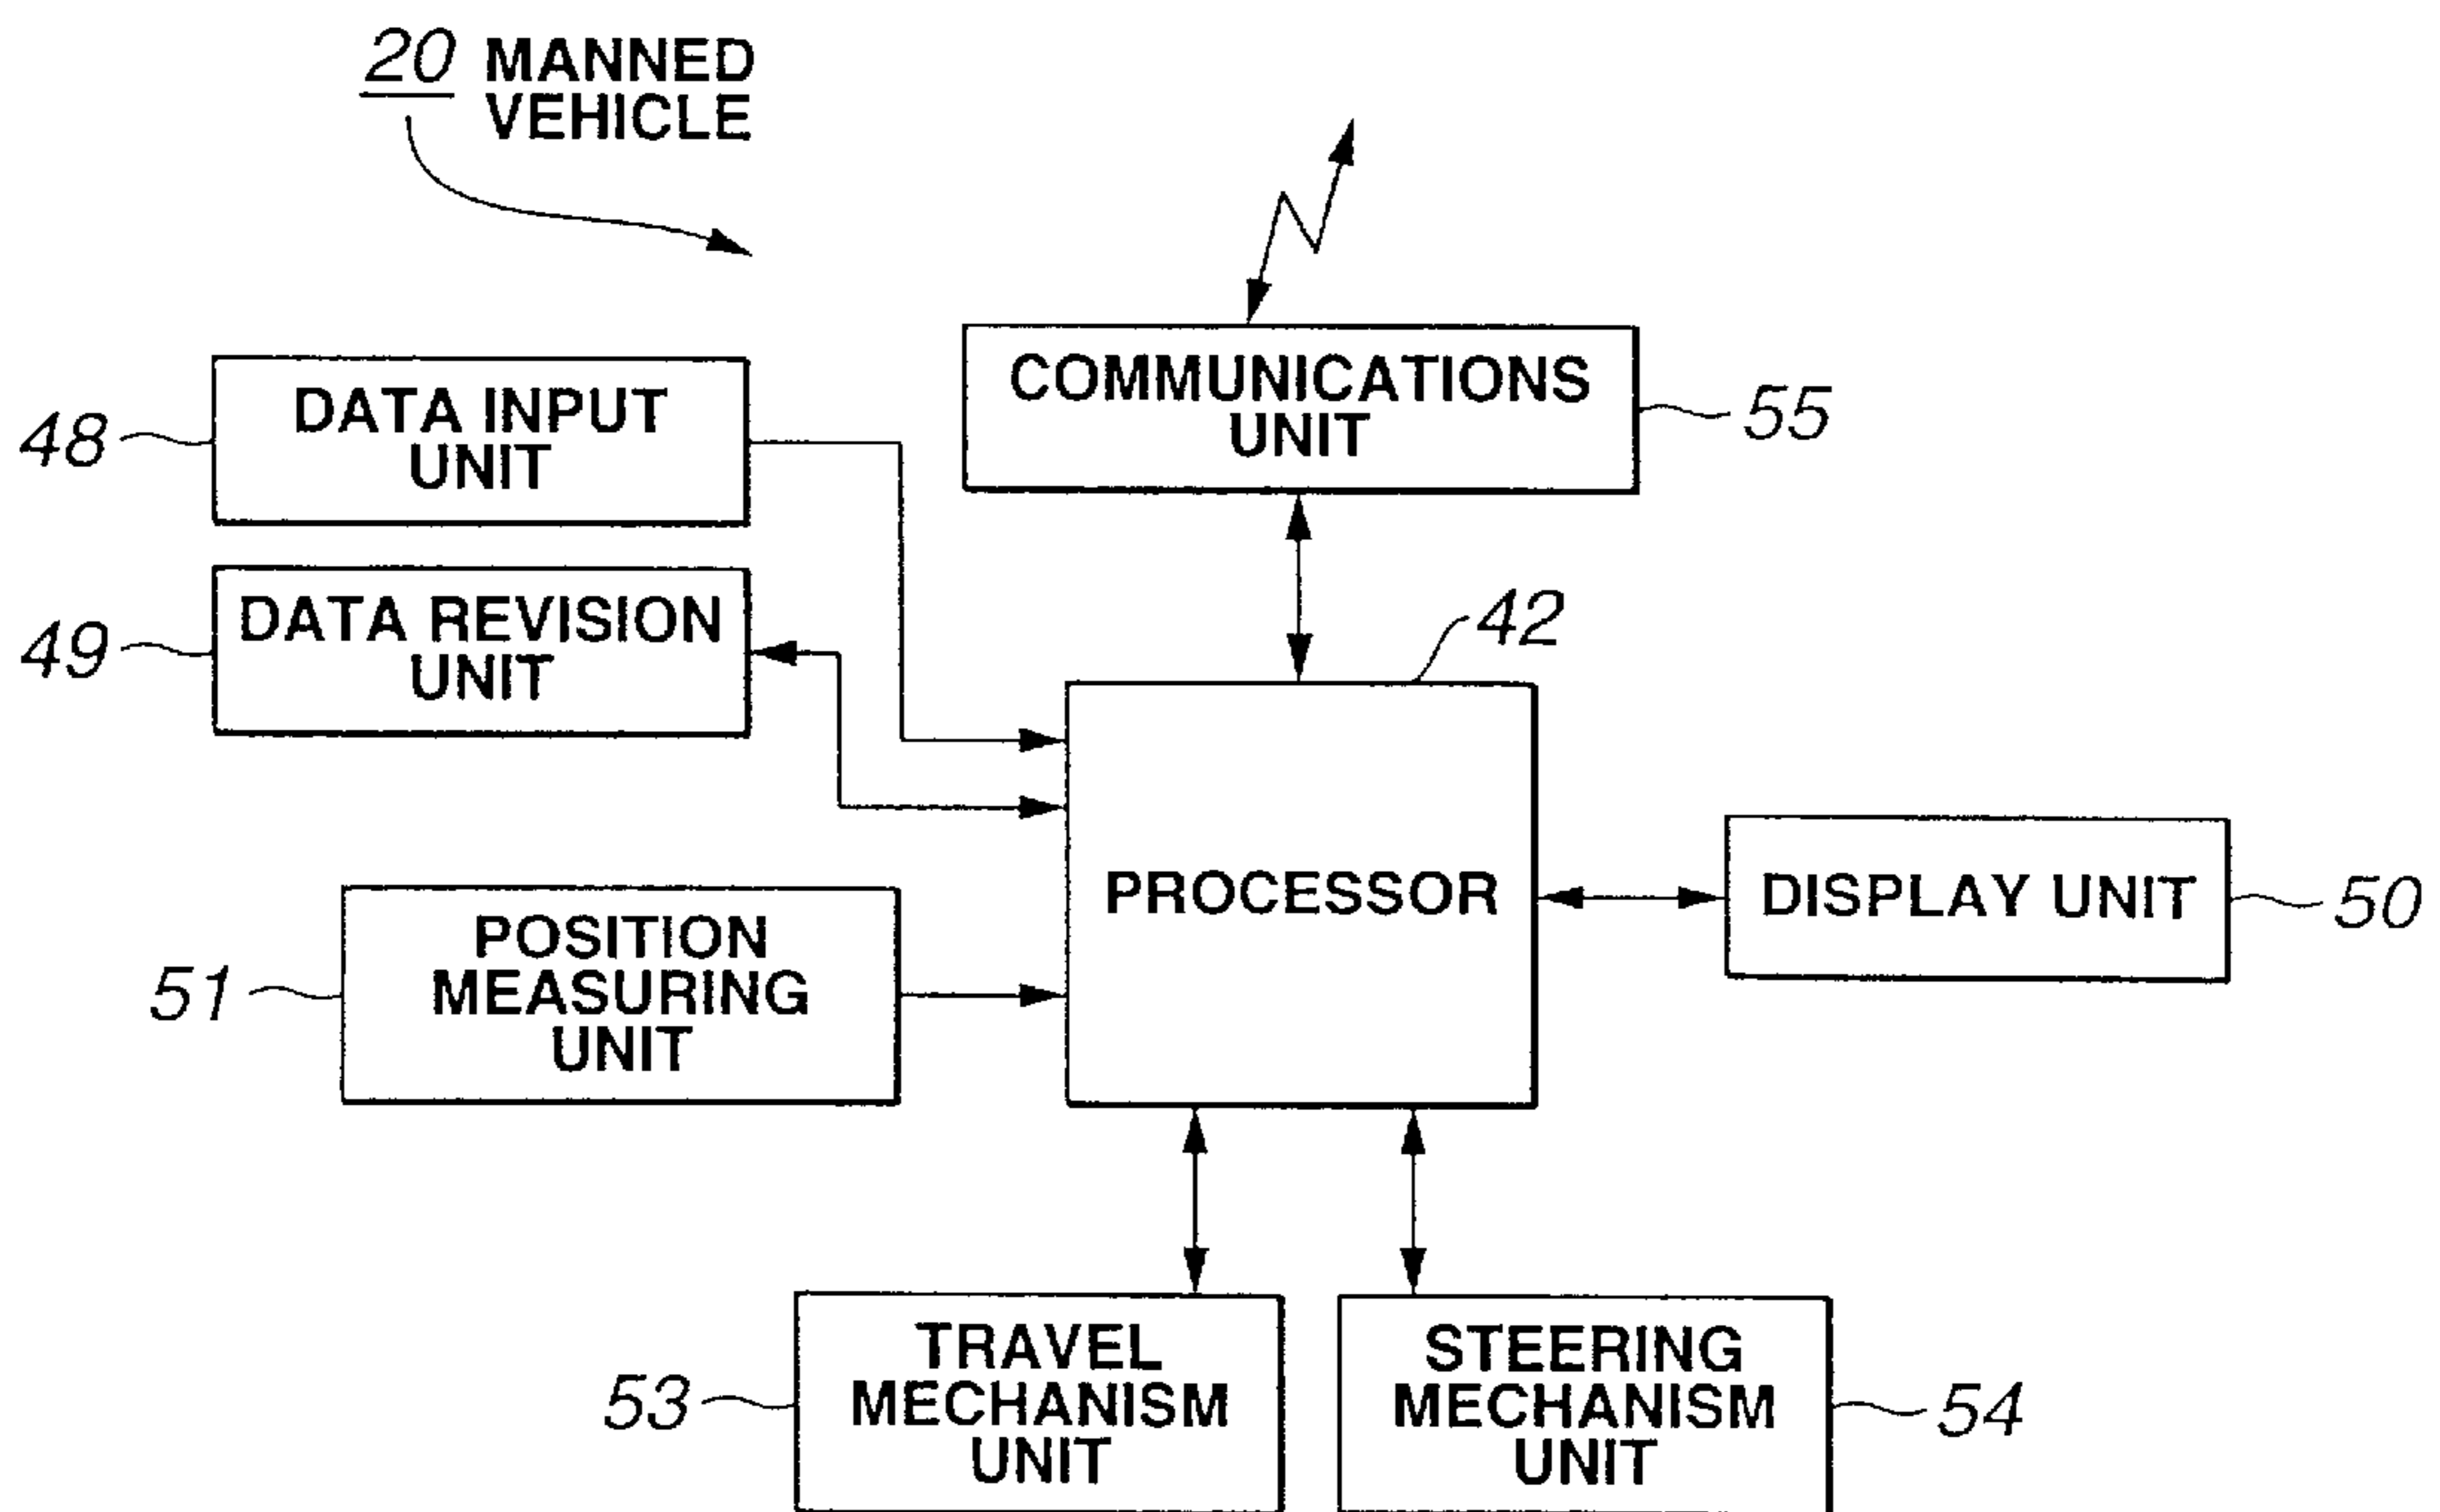 20 MANNED
VEHICLE
COMMUNICATIONS
UNIT
55
48
DATA INPUT
UNIT
49
DATA REVISION
UNIT
42
PROCESSOR
DISPLAY UNIT
50
51
POSITION
MEASURING
UNIT
53
TRAVEL
MECHANISM
UNIT
STEERING
MECHANISM
UNIT
54